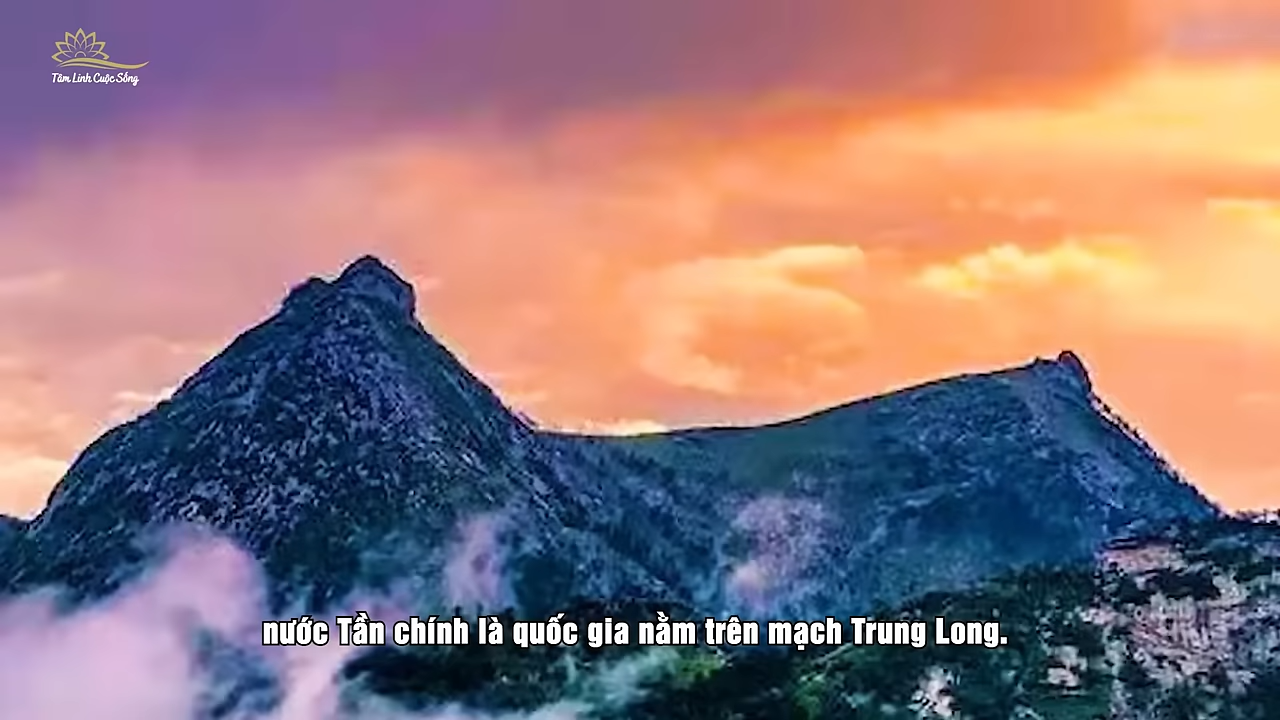 Tâm Linh Cuộc Sống
nước Tần chính là quốc gia nằm trên mạch Trung Long.